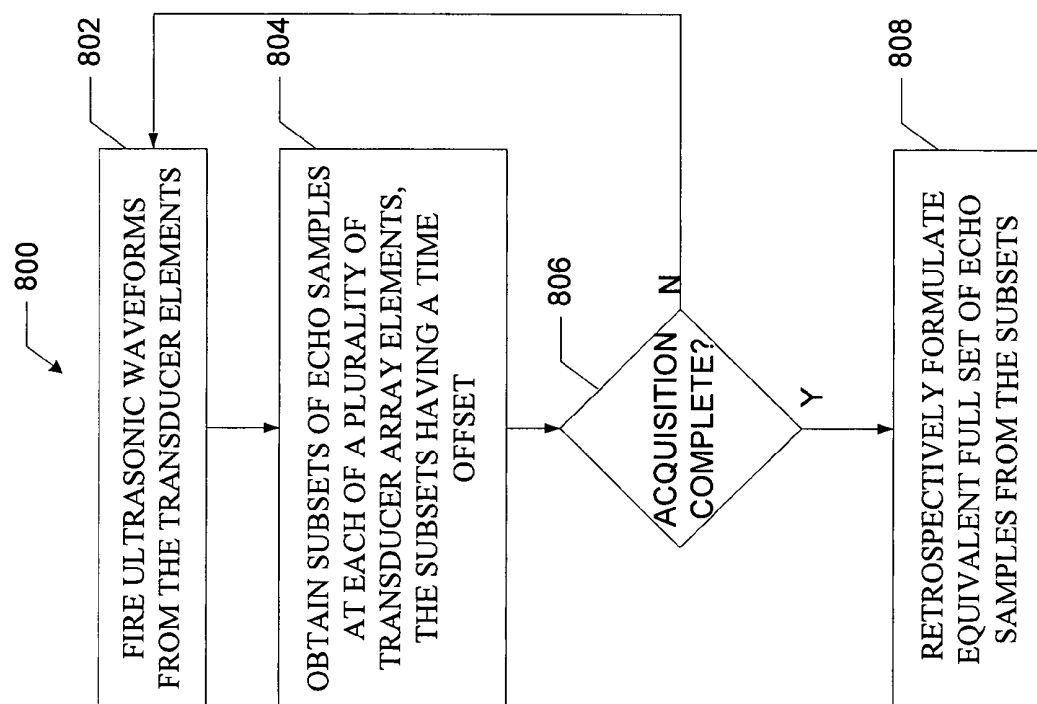 800
802
FIRE ULTRASONIC WAVEFORMS
FROM THE TRANSDUCER ELEMENTS
804
OBTAIN SUBSETS OF ECHO SAMPLES
AT EACH OF A PLURALITY OF
TRANSDUCER ARRAY ELEMENTS,
THE SUBSETS HAVING A TIME
OFFSET
806
ACQUISITION
COMPLETE?
N
Y
808
RETROSPECTIVELY FORMULATE
EQUIVALENT FULL SET OF ECHO
SAMPLES FROM THE SUBSETS